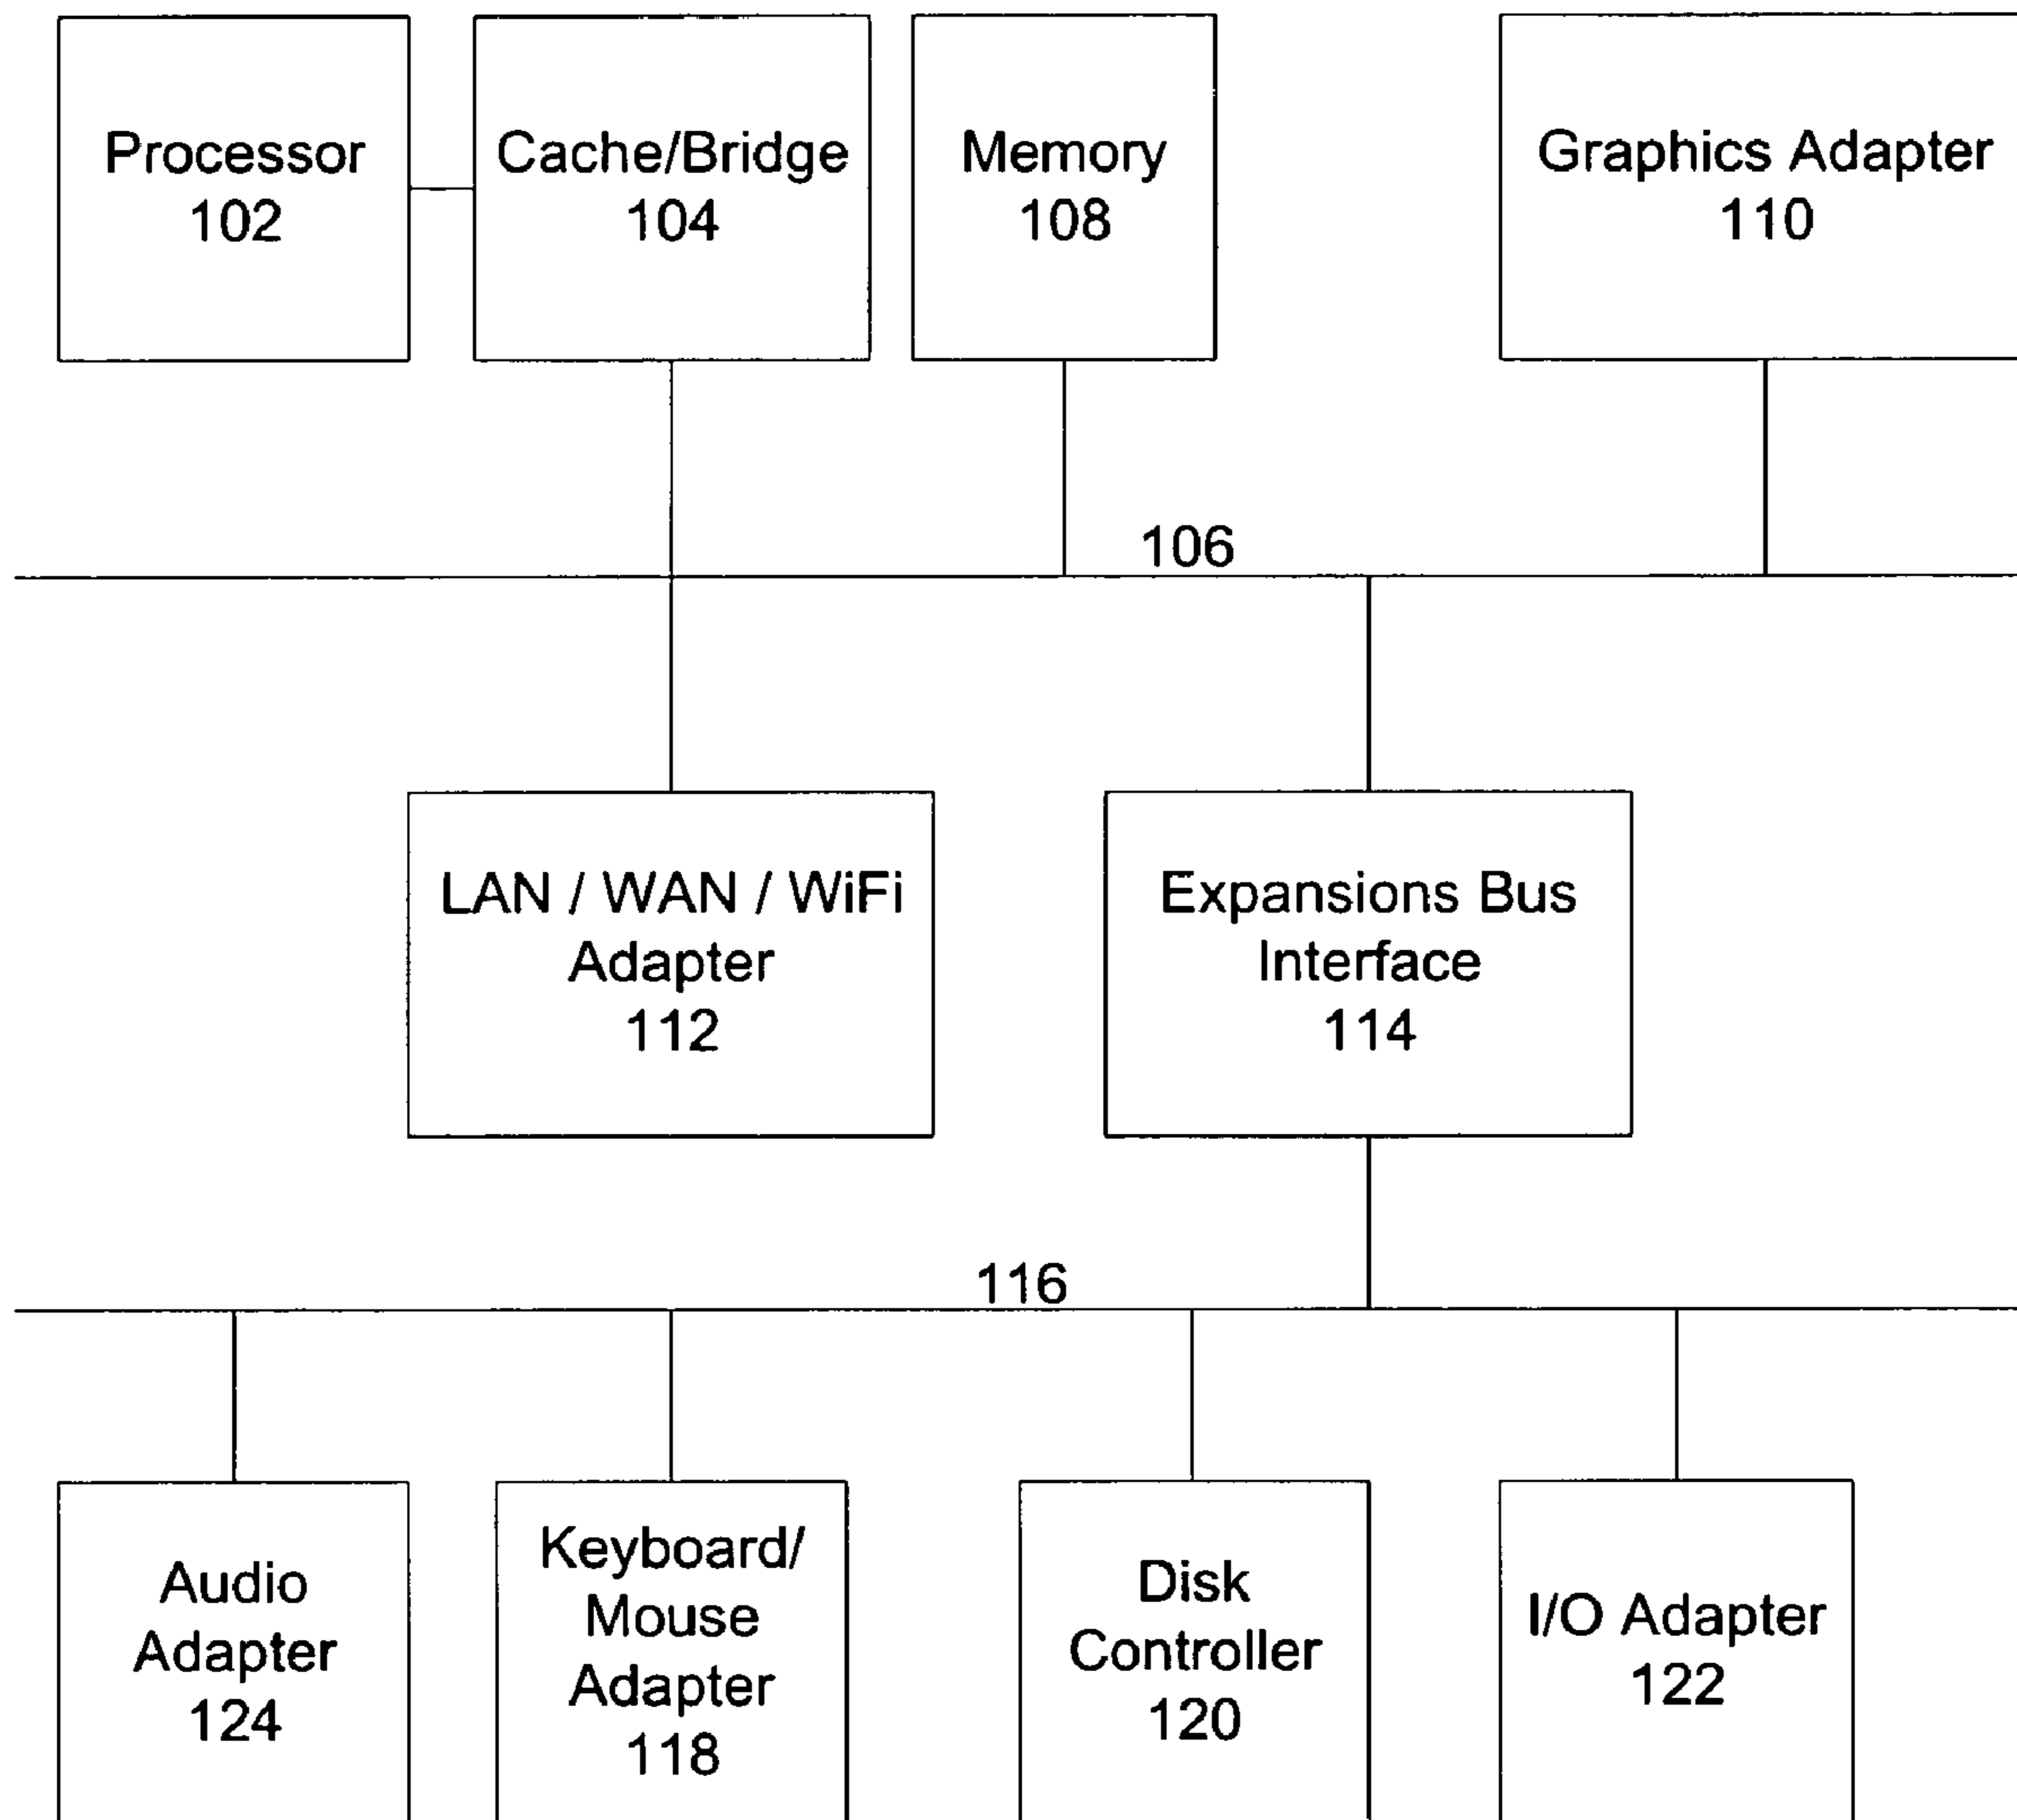 Processor
102
Cache/Bridge
104
Memory
108
Graphics Adapter
110
106
LAN / WAN / WiFi
Adapter
112
Expansions Bus
Interface
114
116
Audio
Adapter
124
Keyboard/
Mouse
Adapter
118
Disk
Controller
120
I/O Adapter
122